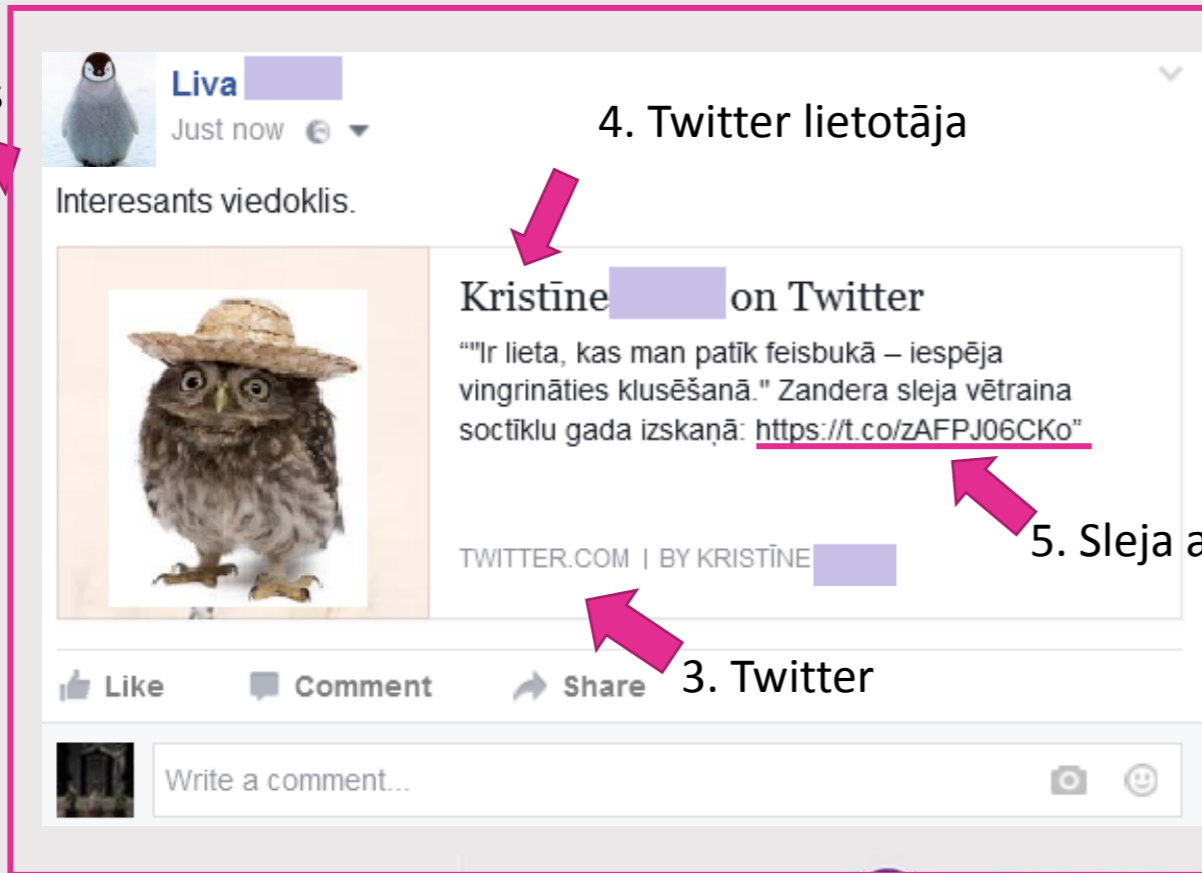 s
Liva
Just now
4. Twitter lietotāja
Interesants viedoklis.
Kristīne on Twitter
“"Ir lieta, kas man patīk feisbukā – iespēja
vingrināties klusēšanā." Zandera sleja vētraina
soctīklu gada izskaņā: https://t.co/zAFPJ06CKo”
5. Sleja a
TWITTER.COM | BY KRISTĪNE
3. Twitter
Like Comment Share
Write a comment...